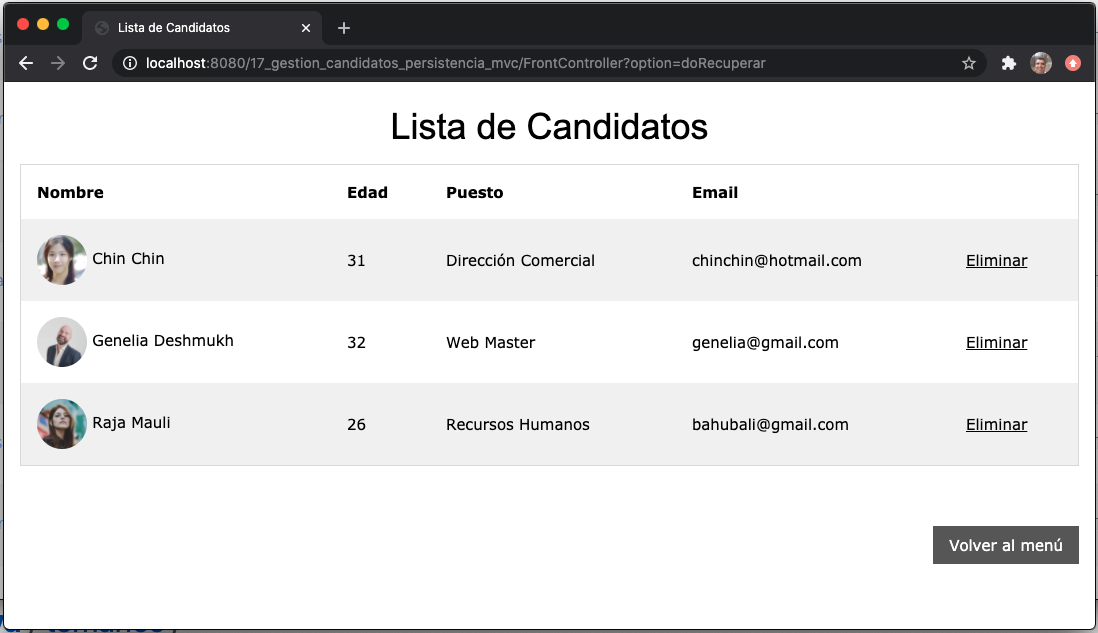 Lista de Candidatos
localhost:8080/17_gestion_candidatos_persistencia_mvc/FrontController?option=doRecuperar
Lista de Candidatos
Nombre Edad Puesto Email
Chin Chin 31 Dirección Comercial chinchin@hotmail.com Eliminar
Genelia Deshmukh 32 Web Master genelia@gmail.com Eliminar
Raja Mauli 26 Recursos Humanos bahubali@gmail.com Eliminar
Volver al menú